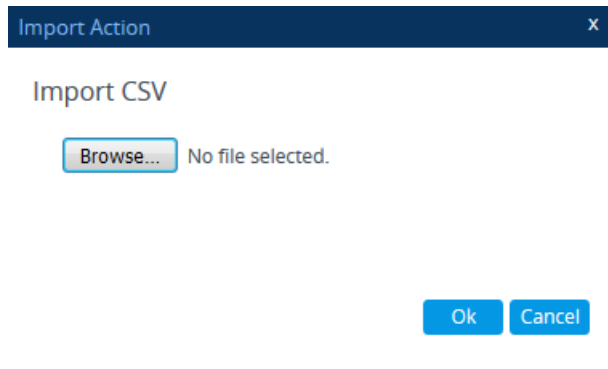 Import Action x
Import CSV
Browse... No file selected.
Ok Cancel